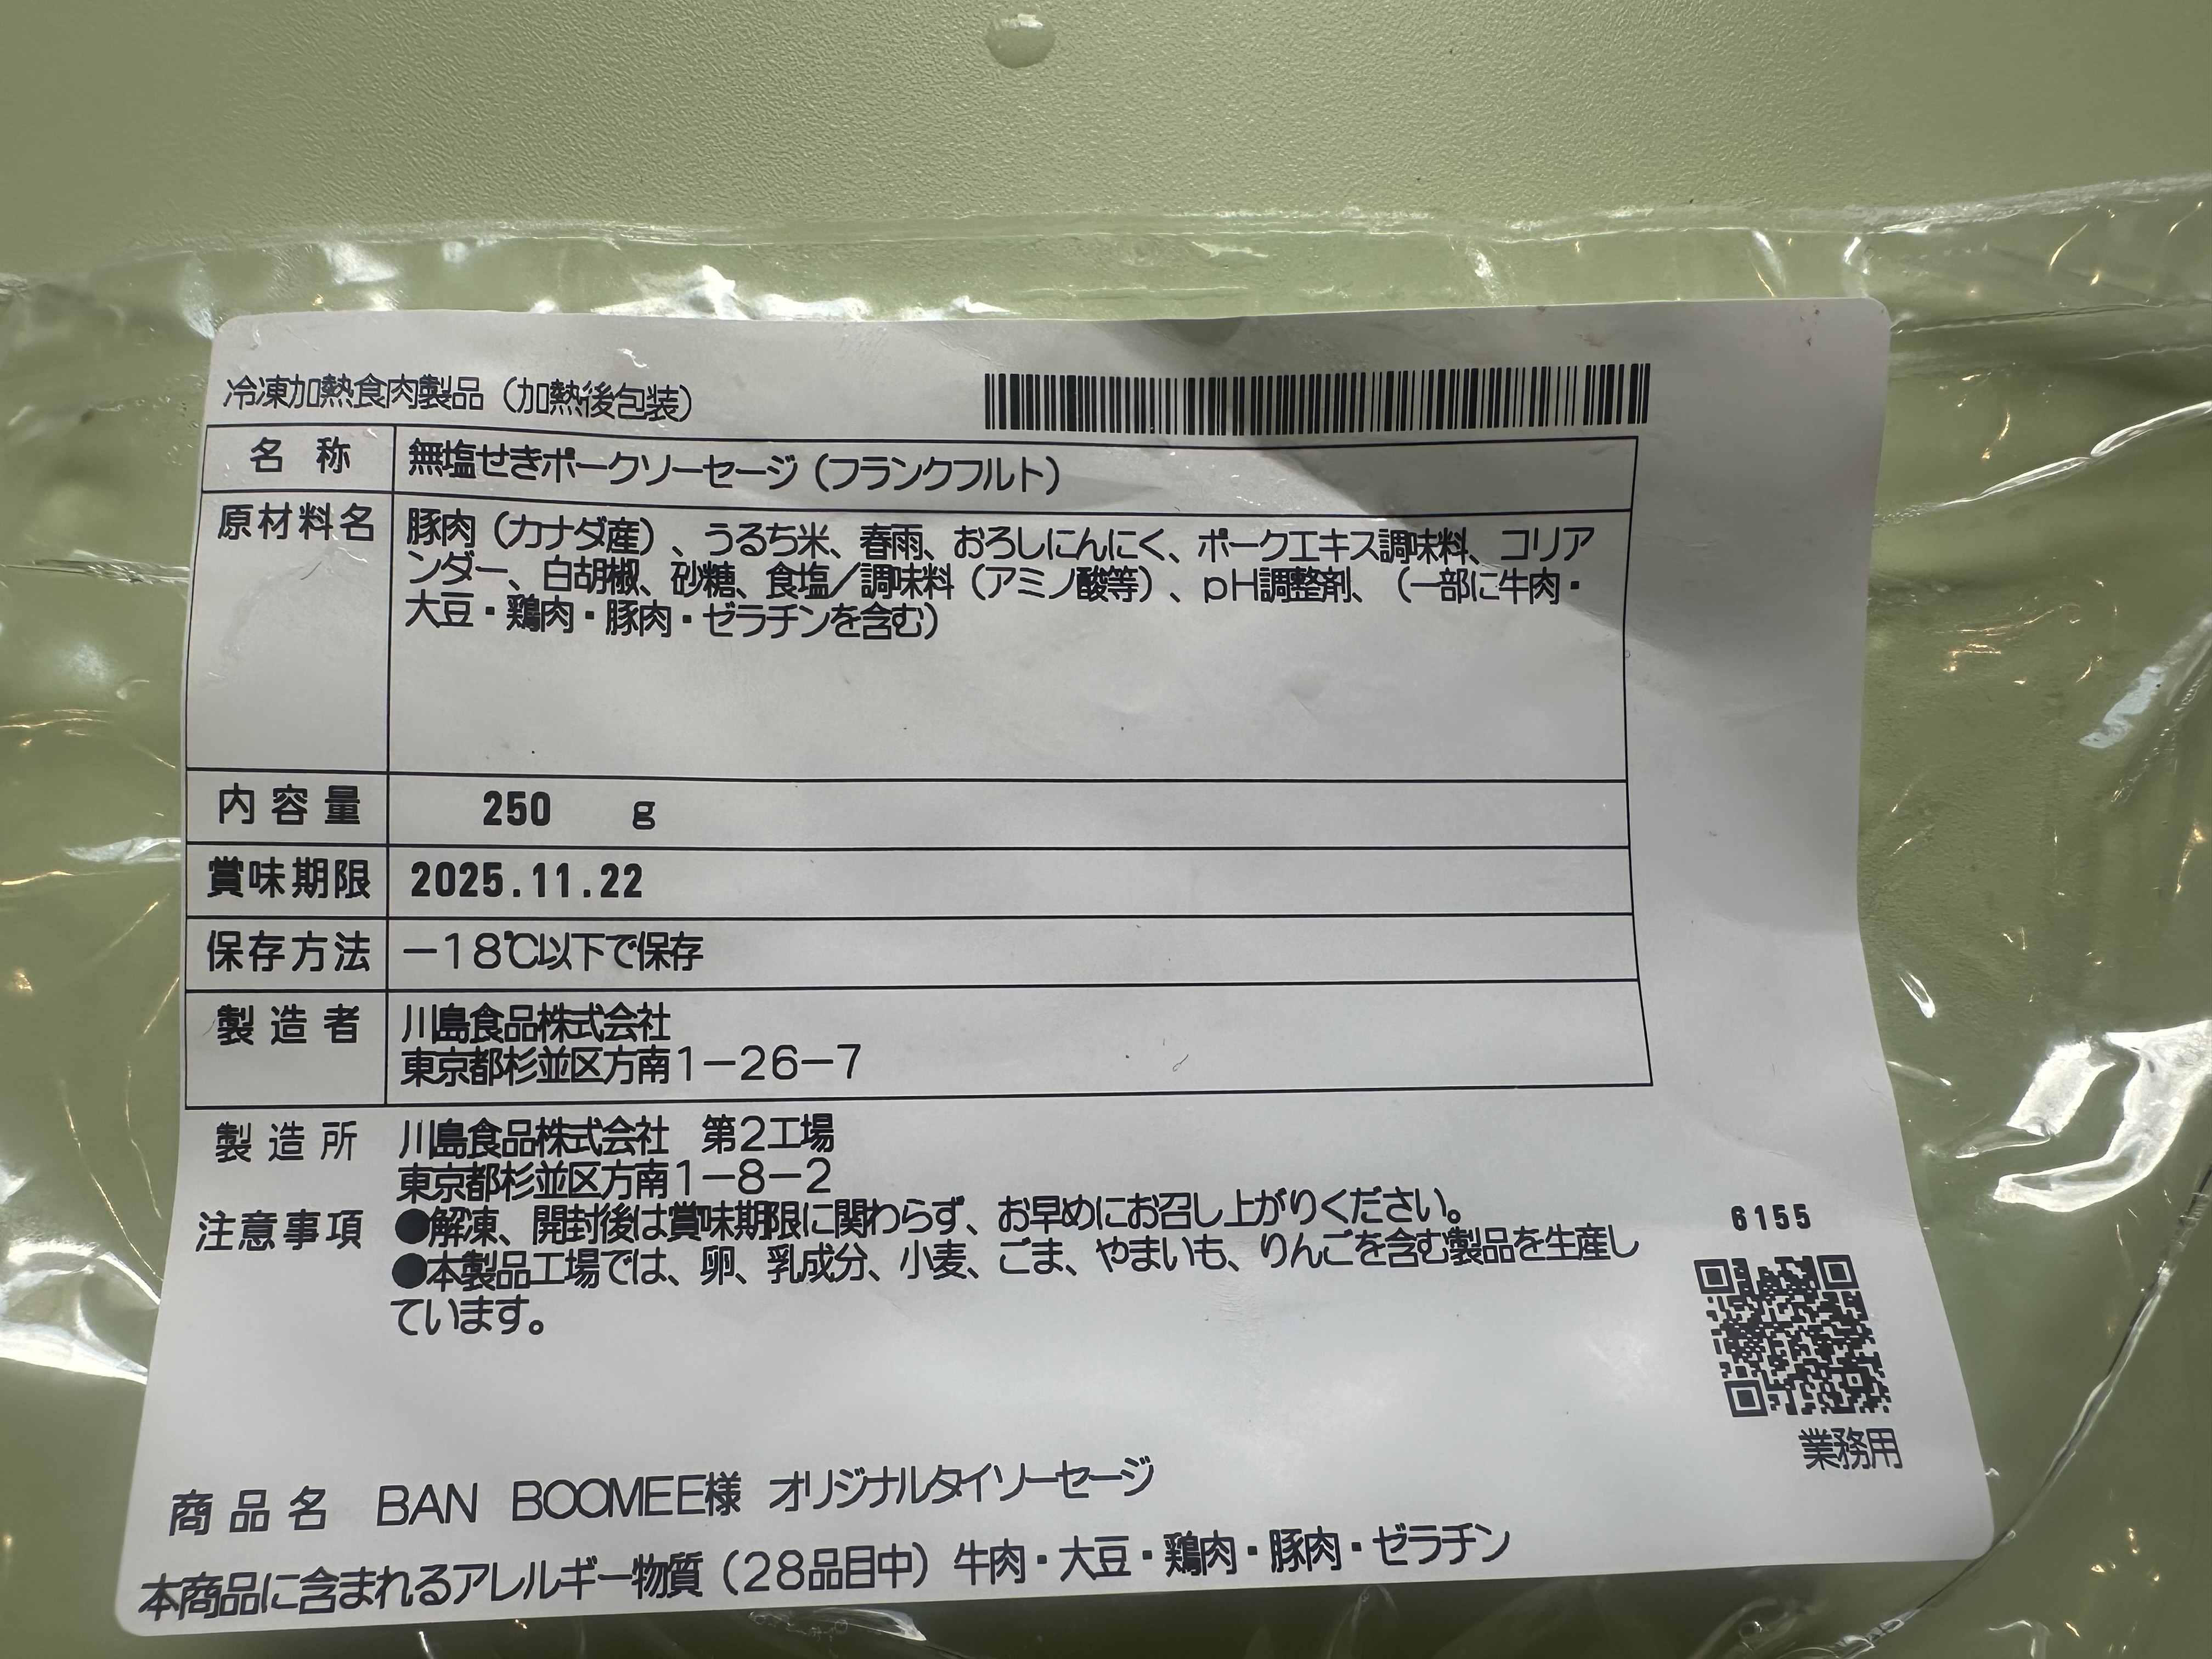 冷凍加熱食肉製品（加熱後包装）
名称 無塩せきポークソーセージ（フランクフルト）
原材料名 豚肉（カナダ産）、うるち米、春雨、おろしにんにく、ポークエキス調味料、コリア
ンダー、白胡椒、砂糖、食塩／調味料（アミノ酸等）、ｐＨ調整剤、（一部に牛肉・
大豆・鶏肉・豚肉・ゼラチンを含む）
内容量 250 g
賞味期限 2025.11.22
保存方法 －１８℃以下で保存
製造者 川島食品株式会社
東京都杉並区方南１－２６－７
製造所 川島食品株式会社　第２工場
東京都杉並区方南１－８－２
注意事項 ●解凍、開封後は賞味期限に関わらず、お早めにお召し上がりください。
●本製品工場では、卵、乳成分、小麦、ごま、やまいも、りんごを含む製品を生産し
ています。
6155
業務用
商品名 BAN BOOMEE様 オリジナルタイソーセージ
本商品に含まれるアレルギー物質（２８品目中）牛肉・大豆・鶏肉・豚肉・ゼラチン